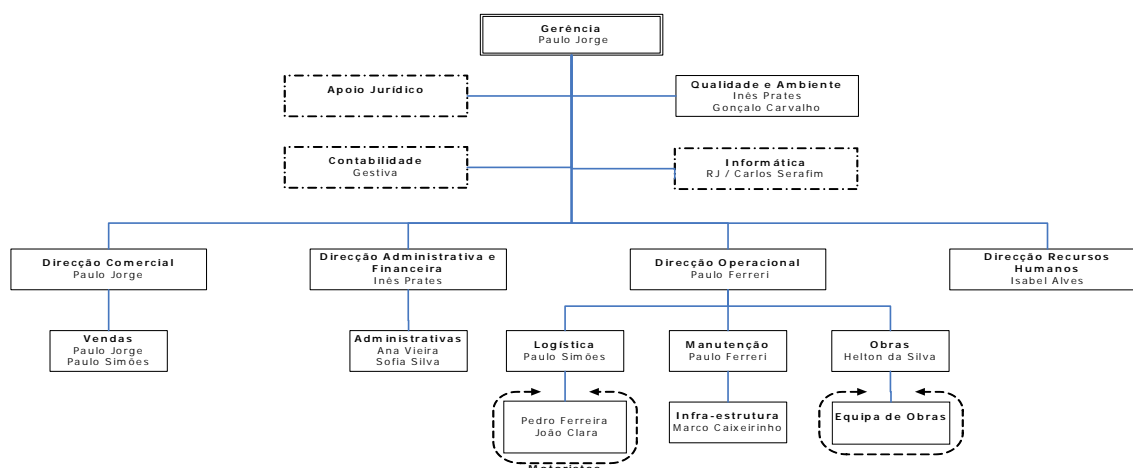 Gerência
Paulo Jorge
Apoio Jurídico
Qualidade e Ambiente
Inês Prates
Gonçalo Carvalho
Contabilidade
Gestiva
Informática
RJ / Carlos Serafim
Direcção Comercial
Paulo Jorge
Direcção Administrativa e
Financeira
Inês Prates
Direcção Operacional
Paulo Ferreri
Direcção Recursos
Humanos
Isabel Alves
Vendas
Paulo Jorge
Paulo Simões
Administrativas
Ana Vieira
Sofia Silva
Logística
Paulo Simões
Manutenção
Paulo Ferreri
Obras
Helton da Silva
Pedro Ferreira
João Clara
Motoristas
Infra-estrutura
Marco Caixeirinho
Equipa de Obras